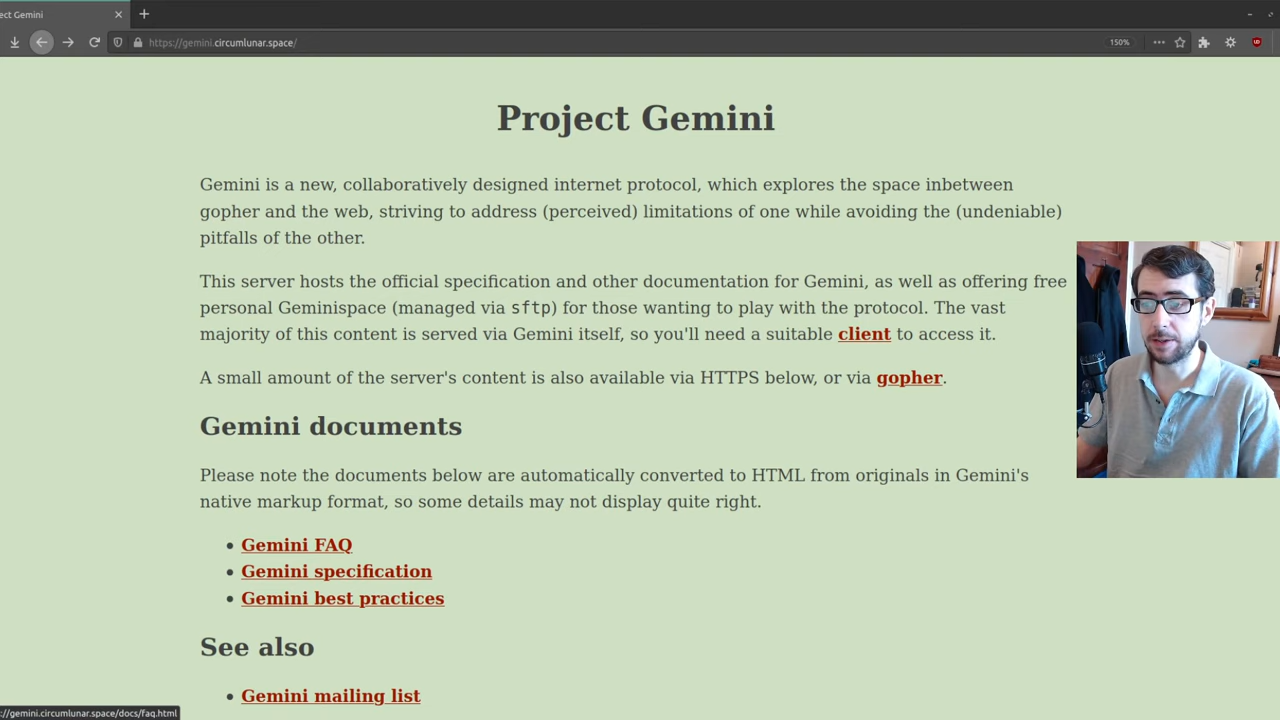 ect Gemini
https://gemini.circumlunar.space/
150%
Project Gemini
Gemini is a new, collaboratively designed internet protocol, which explores the space inbetween
gopher and the web, striving to address (perceived) limitations of one while avoiding the (undeniable)
pitfalls of the other.
This server hosts the official specification and other documentation for Gemini, as well as offering free
personal Geminispace (managed via sftp) for those wanting to play with the protocol. The vast
majority of this content is served via Gemini itself, so you'll need a suitable client to access it.
A small amount of the server's content is also available via HTTPS below, or via gopher.
Gemini documents
Please note the documents below are automatically converted to HTML from originals in Gemini's
native markup format, so some details may not display quite right.
• Gemini FAQ
• Gemini specification
• Gemini best practices
See also
• Gemini mailing list
://gemini.circumlunar.space/docs/faq.html